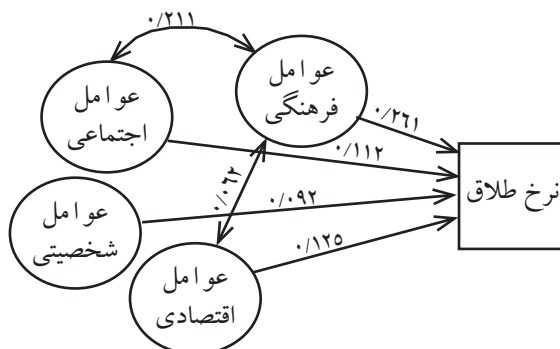 ۰/۲۱۱
عوامل
فرهنگی
عوامل
اجتماعی
۰/۲۶۱
۰/۱۱۲
نرخ طلاق
۰/۰۶۲
۰/۰۹۲
عوامل
شخصیتی
۰/۱۲۵
عوامل
اقتصادی